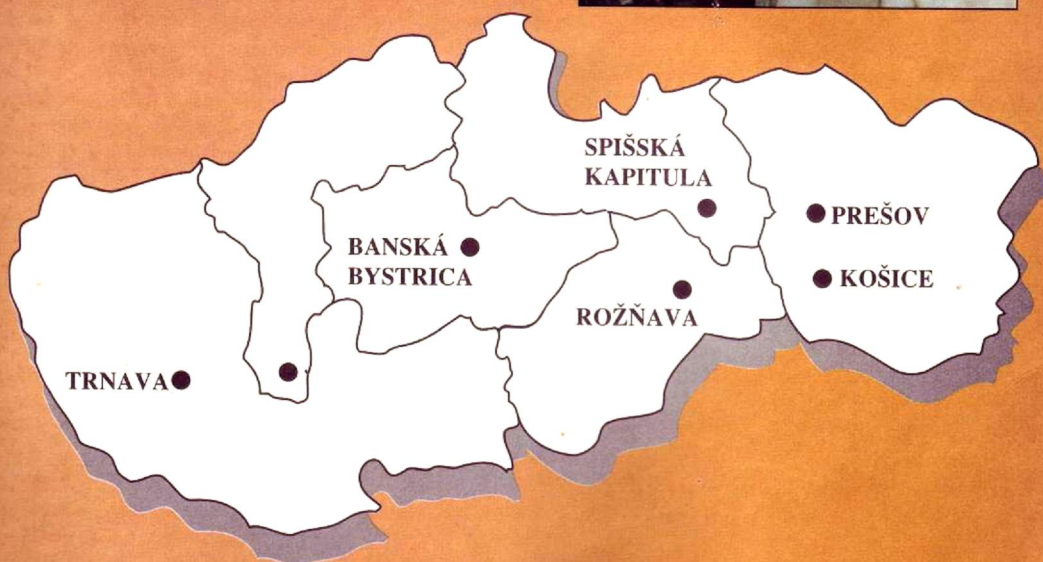 SPIŠSKÁ
KAPITULA
PREŠOV
BANSKÁ
BYSTRICA
KOŠICE
ROŽŇAVA
TRNAVA